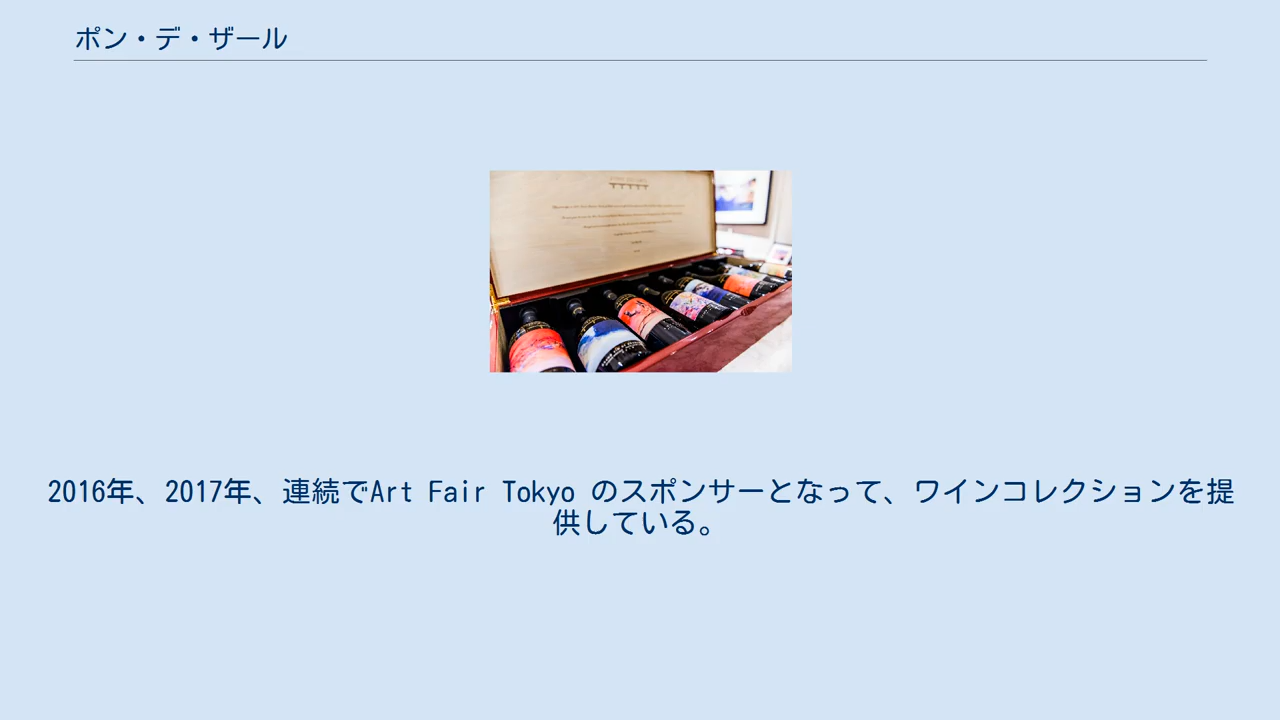 ポン・デ・ザール
2016年、2017年、連続でArt Fair Tokyo のスポンサーとなって、ワインコレクションを提
供している。